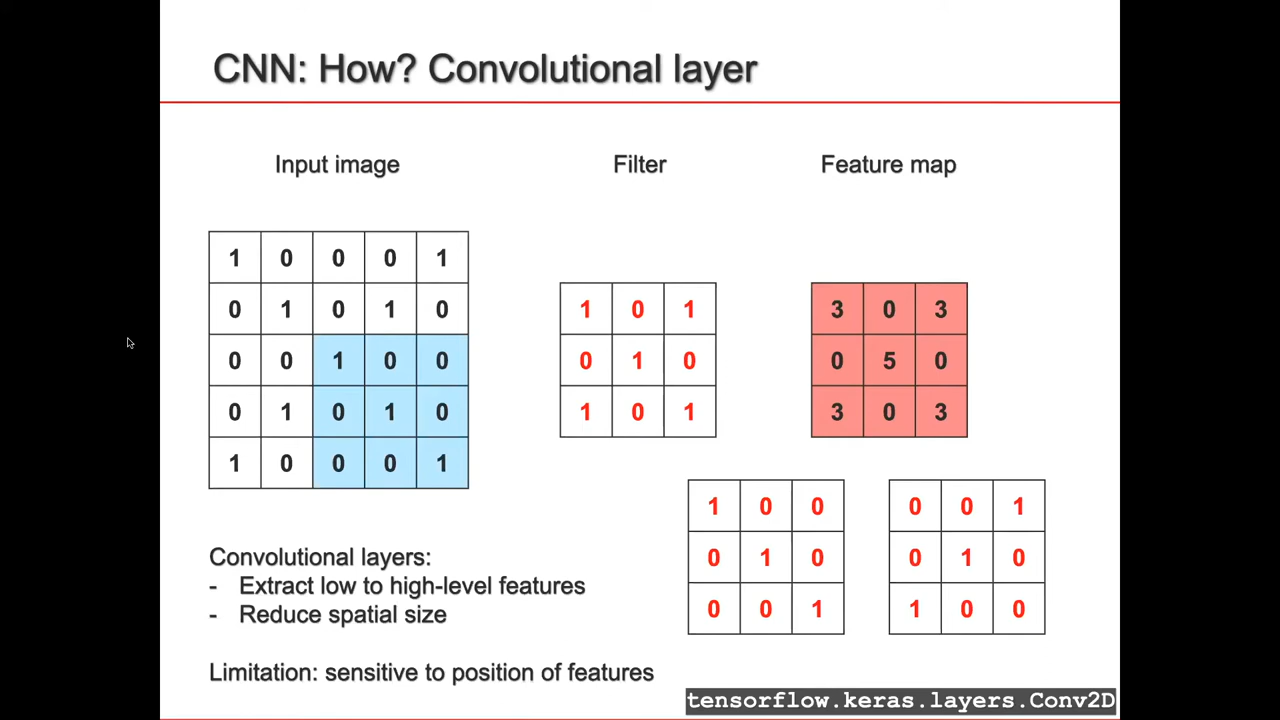 CNN: How? Convolutional layer
Input image
Filter
Feature map
1 0 0 0 1
0 1 0 1 0
0 0 1 0 0
0 1 0 1 0
1 0 0 0 1
1 0 1
0 1 0
1 0 1
3 0 3
0 5 0
3 0 3
1 0 0
0 1 0
0 0 1
0 0 1
0 1 0
1 0 0
Convolutional layers:
- Extract low to high-level features
- Reduce spatial size
Limitation: sensitive to position of features
tensorflow.keras.layers.Conv2D